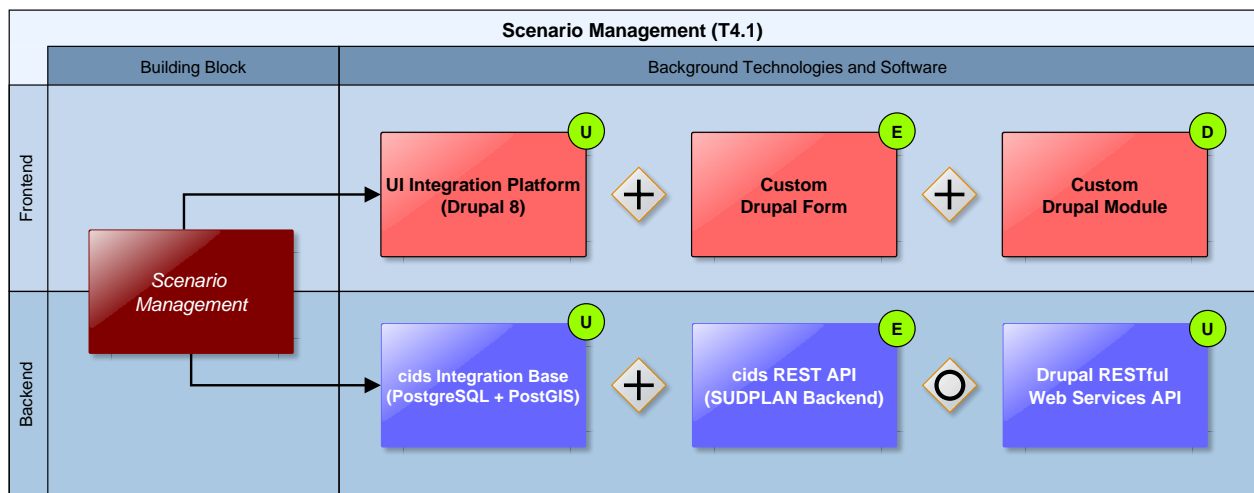 Scenario Management (T4.1)
Building Block
Background Technologies and Software
Frontend
U
UI Integration Platform
(Drupal 8)
E
Custom
Drupal Form
D
Custom
Drupal Module
Scenario
Management
Backend
U
cids Integration Base
(PostgreSQL + PostGIS)
E
cids REST API
(SUDPLAN Backend)
U
Drupal RESTful
Web Services API